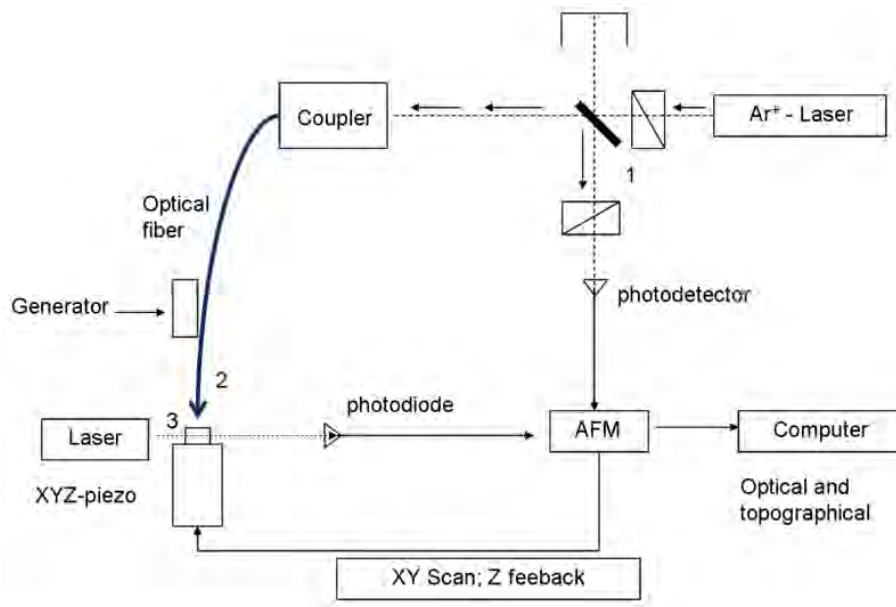 Coupler
Ar+ - Laser
1
Optical
fiber
photodetector
Generator
2
photodiode
3
Laser
AFM
Computer
XYZ-piezo
Optical and
topographical
XY Scan; Z feeback